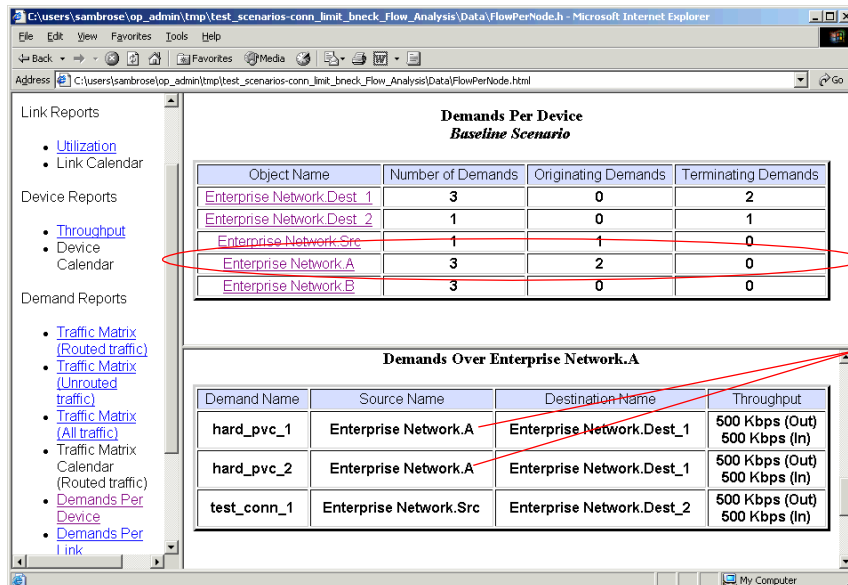 C:\users\sambrose\op_admin\tmp\test_scenarios-conn_limit_bneck_Flow_Analysis\Data\FlowPerNode.h - Microsoft Internet Explorer
File Edit View Favorites Tools Help
Back Favorites Media
Address C:\users\sambrose\op_admin\tmp\test_scenarios-conn_limit_bneck_Flow_Analysis\Data\FlowPerNode.html Go
Link Reports
Utilization
Link Calendar
Device Reports
Throughput
Device
Calendar
Demand Reports
Traffic Matrix
(Routed traffic)
Traffic Matrix
(Unrouted
traffic)
Traffic Matrix
(All traffic)
Traffic Matrix
Calendar
(Routed traffic)
Demands Per
Device
Demands Per
Link
Demands Per Device
Baseline Scenario
Object Name Number of Demands Originating Demands Terminating Demands
Enterprise Network.Dest_1 3 0 2
Enterprise Network.Dest_2 1 0 1
Enterprise Network.Src 1 1 0
Enterprise Network.A 3 2 0
Enterprise Network.B 3 0 0
Demands Over Enterprise Network.A
Demand Name Source Name Destination Name Throughput
hard_pvc_1 Enterprise Network.A Enterprise Network.Dest_1 500 Kbps (Out)
500 Kbps (In)
hard_pvc_2 Enterprise Network.A Enterprise Network.Dest_1 500 Kbps (Out)
500 Kbps (In)
test_conn_1 Enterprise Network.Src Enterprise Network.Dest_2 500 Kbps (Out)
500 Kbps (In)
My Computer